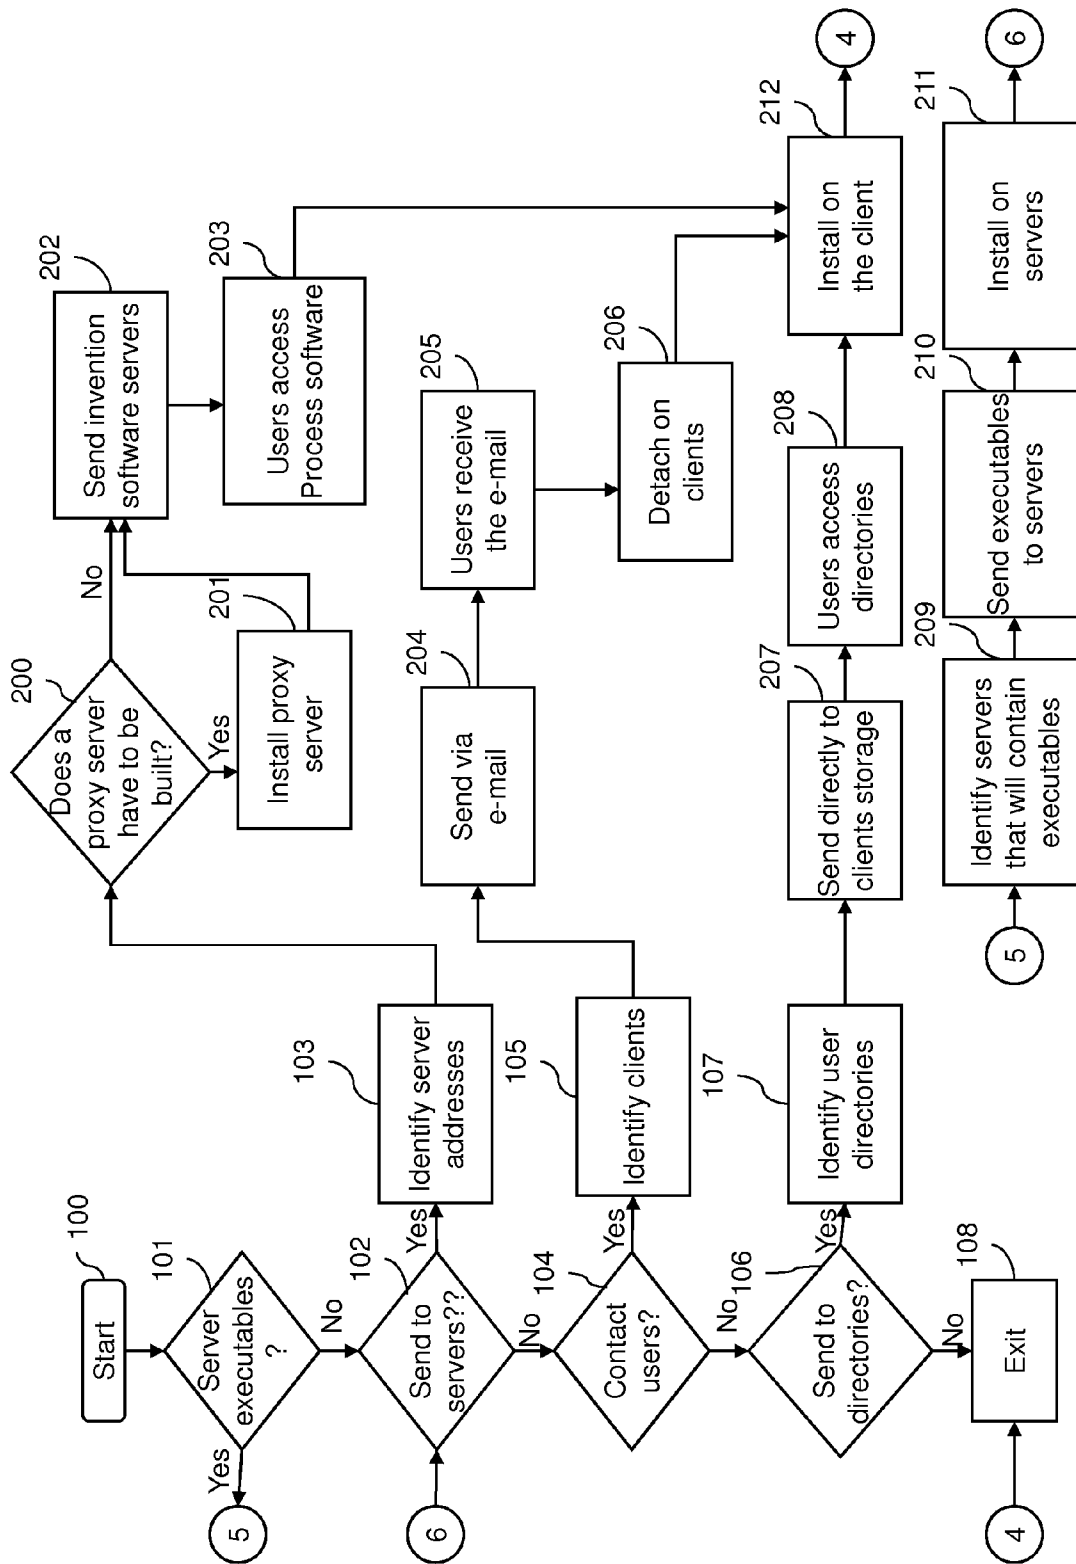 100
Start
101
Server
executables
?
Yes
5
No
102
Send to
servers??
6
Yes
103
Identify server
addresses
No
104
Contact
users?
Yes
105
Identify clients
No
106
Send to
directories?
Yes
107
Identify user
directories
No
108
Exit
4
200
Does a
proxy server
have to be
built?
No
Yes
201
Install proxy
server
202
Send invention
software servers
203
Users access
Process software
204
Send via
e-mail
205
Users receive
the e-mail
206
Detach on
clients
207
Send directly to
clients storage
208
Users access
directories
212
Install on
the client
4
5
209
Identify servers
that will contain
executables
210
Send executables
to servers
211
Install on
servers
6